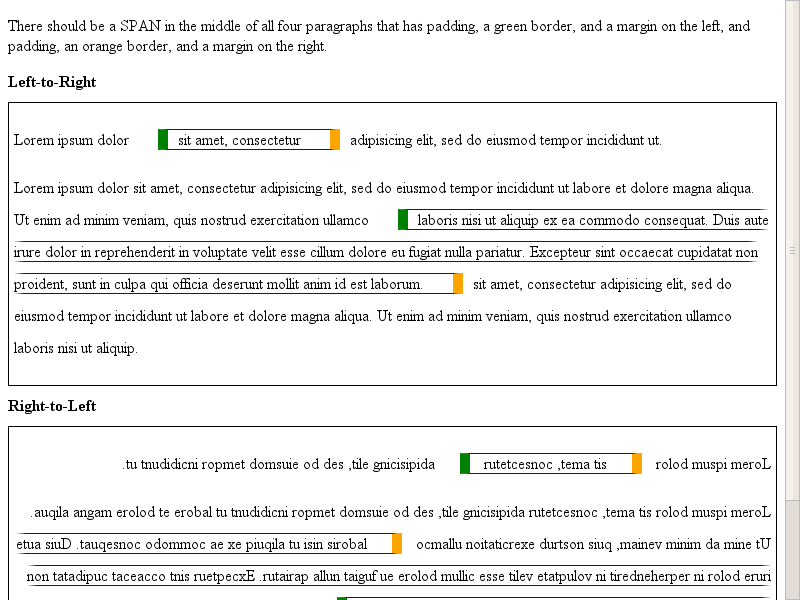 There should be a SPAN in the middle of all four paragraphs that has padding, a green border, and a margin on the left, and
padding, an orange border, and a margin on the right.
Left-to-Right
Lorem ipsum dolor sit amet, consectetur adipisicing elit, sed do eiusmod tempor incididunt ut.
Lorem ipsum dolor sit amet, consectetur adipisicing elit, sed do eiusmod tempor incididunt ut labore et dolore magna aliqua.
Ut enim ad minim veniam, quis nostrud exercitation ullamco laboris nisi ut aliquip ex ea commodo consequat. Duis aute
irure dolor in reprehenderit in voluptate velit esse cillum dolore eu fugiat nulla pariatur. Excepteur sint occaecat cupidatat non
proident, sunt in culpa qui officia deserunt mollit anim id est laborum. sit amet, consectetur adipisicing elit, sed do
eiusmod tempor incididunt ut labore et dolore magna aliqua. Ut enim ad minim veniam, quis nostrud exercitation ullamco
laboris nisi ut aliquip.
Right-to-Left
.tu tnudidicni ropmet domsuie od des ,tile gnicisipida rutetcesnoc ,tema tis rolod muspi meroL
.auqila angam erolod te erobal tu tnudidicni ropmet domsuie od des ,tile gnicisipida rutetcesnoc ,tema tis rolod muspi meroL
etua siuD .tauqesnoc odommoc ae xe piuqila tu isin sirobal ocmallu noitaticrexe durtson siuq ,mainev minim da mine tU
non tatadipuc taceacco tnis ruetpecxE .rutairap allun taiguf ue erolod mullic esse tilev etatpulov ni tiredneherper ni rolod eruri